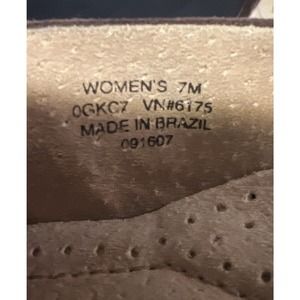 WOMEN'S 7M
0GKC7 VN#6175
MADE IN BRAZIL
091607